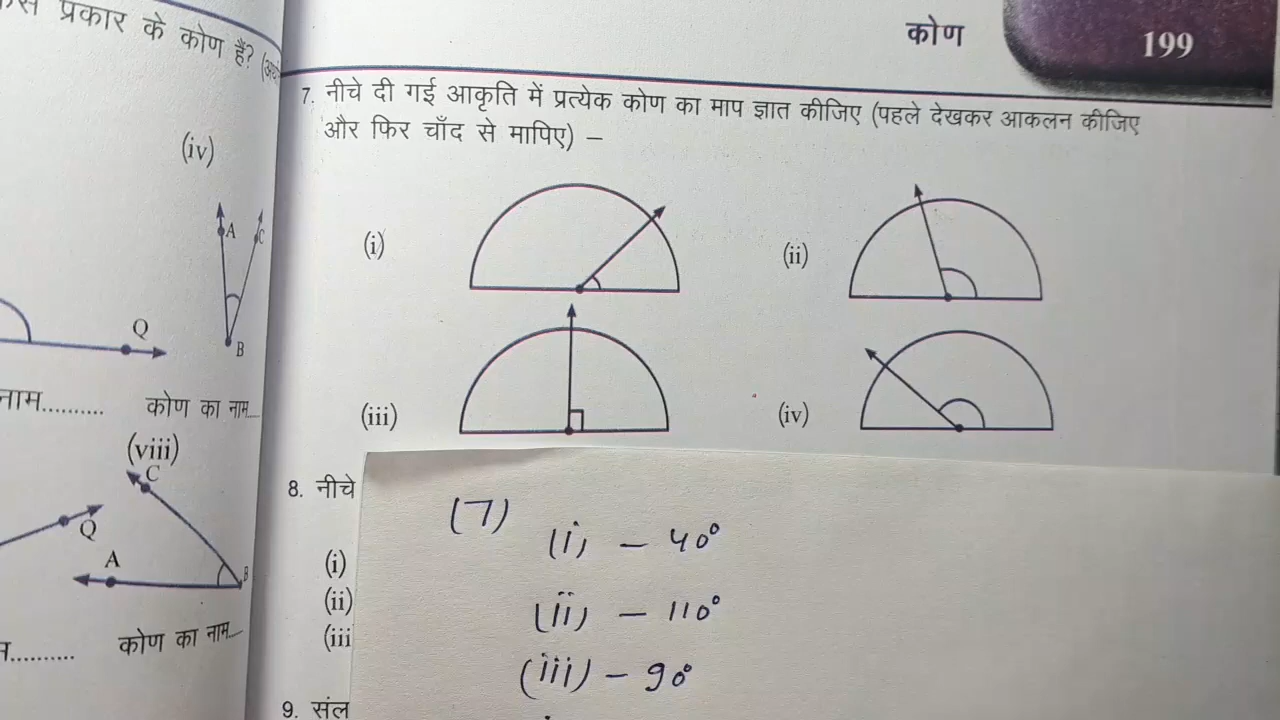 प्रकार के कोण हैं?
(iv)
A
C
B
Q
नाम..........
कोण का नाम...
(viii)
C
Q
A
B
..........
कोण का नाम...
कोण
199
7. नीचे दी गई आकृति में प्रत्येक कोण का माप ज्ञात कीजिए (पहले देखकर आकलन कीजिए
और फिर चाँद से मापिए) –
(i)
(ii)
(iii)
(iv)
8. नीचे
(i)
(ii)
(iii
9. संल
(7)
(i) – 40°
(ii) – 110°
(iii) – 90°